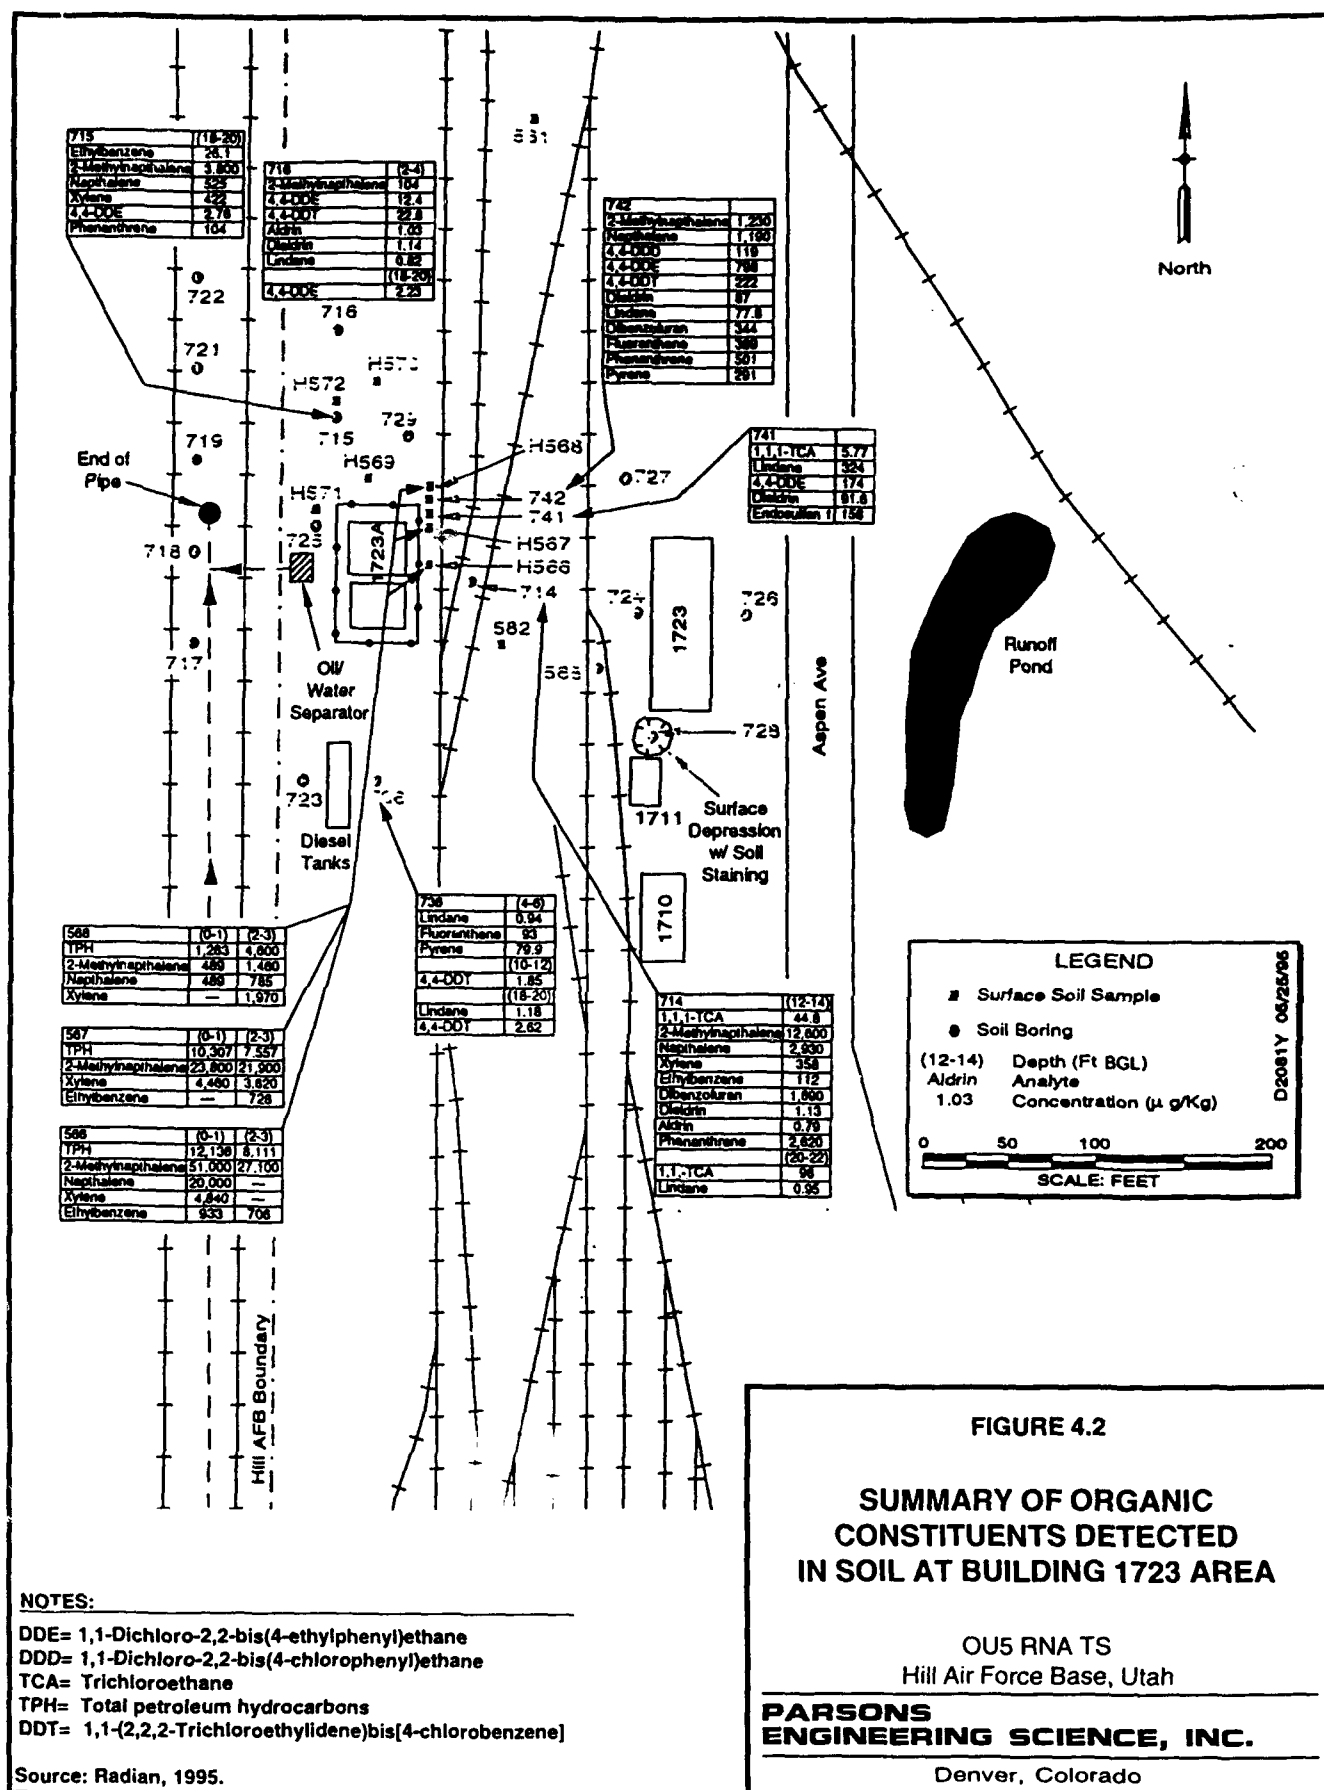 561
715 (18-20)
Ethylbenzene 26.1
2-Methylnapthalene 3,800
Napthalene 525
Xylene 422
4,4-DDE 2.76
Phenanthrene 104
716 (2-4)
2-Methylnapthalene 104
4,4-DDE 12.4
4,4-DDT 22.8
Aldrin 1.03
Dieldrin 1.14
Lindane 0.82
(18-20)
4,4-DDE 2.23
742
2-Methylnapthalene 1,230
Napthalene 1,190
4,4-DDD 119
4,4-DDE
4,4-DDT 222
Dieldrin 87
Lindane 77.8
Dibenzofuran 344
Fluoranthene
Phenanthrene 501
Pyrene 291
North
722
716
721
H573
H572
715
729
719
H569
H568
End of
Pipe
H571
742
741
727
741
1,1,1-TCA 5.77
Lindane 324
4,4-DDE 174
Dieldrin 91.6
Endosulfan 1 158
718
725
1723A
H567
H566
714
724
1723
726
582
717
Oil/
Water
Separator
Runoff
Pond
Aspen Ave
728
723
Diesel
Tanks
1711
Surface
Depression
w/ Soil
Staining
1710
568 (0-1) (2-3)
TPH 1,263 4,600
2-Methylnapthalene 489 1,460
Napthalene 489 785
Xylene — 1,970
567 (0-1) (2-3)
TPH 10,307 7,557
2-Methylnapthalene 23,800 21,900
Xylene 4,460 3,620
Ethylbenzene — 726
566 (0-1) (2-3)
TPH 12,136 8,111
2-Methylnapthalene 51,000 27,100
Napthalene 20,000 —
Xylene 4,840 —
Ethylbenzene 933 706
736 (4-6)
Lindane 0.94
Fluoranthene 93
Pyrene 79.9
(10-12)
4,4-DDT 1.85
(18-20)
Lindane 1.18
4,4-DDT 2.62
714 (12-14)
1,1,1-TCA 44.8
2-Methylnapthalene 12,600
Napthalene 2,930
Xylene 358
Ethylbenzene 112
Dibenzofuran 1,690
Dieldrin 1.13
Aldrin 0.79
Phenanthrene 2,620
(20-22)
1,1,-TCA 96
Lindane 0.95
LEGEND
Surface Soil Sample
Soil Boring
(12-14) Depth (Ft BGL)
Aldrin Analyte
1.03 Concentration (μ g/Kg)
0 50 100 200
SCALE: FEET
D2081Y 05/25/95
Hill AFB Boundary
FIGURE 4.2
SUMMARY OF ORGANIC
CONSTITUENTS DETECTED
IN SOIL AT BUILDING 1723 AREA
OU5 RNA TS
Hill Air Force Base, Utah
PARSONS
ENGINEERING SCIENCE, INC.
Denver, Colorado
NOTES:
DDE= 1,1-Dichloro-2,2-bis(4-ethylphenyl)ethane
DDD= 1,1-Dichloro-2,2-bis(4-chlorophenyl)ethane
TCA= Trichloroethane
TPH= Total petroleum hydrocarbons
DDT= 1,1-(2,2,2-Trichloroethylidene)bis[4-chlorobenzene]
Source: Radian, 1995.